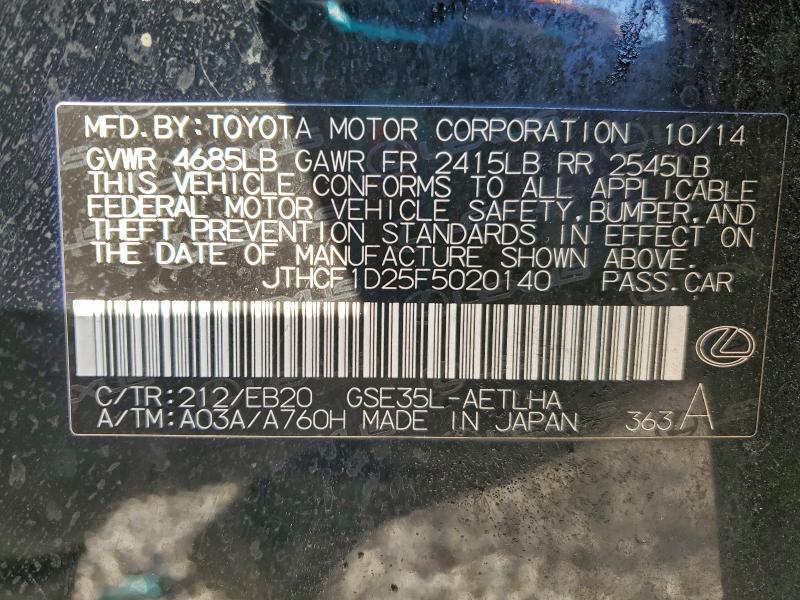 MFD.BY:TOYOTA MOTOR CORPORATION 10/14
GVWR 4685LB GAWR FR 2415LB RR 2545LB
THIS VEHICLE CONFORMS TO ALL APPLICABLE
FEDERAL MOTOR VEHICLE SAFETY,BUMPER,AND
THEFT PREVENTION STANDARDS IN EFFECT ON
THE DATE OF MANUFACTURE SHOWN ABOVE.
JTHCF1D25F5020140 PASS.CAR
C/TR:212/EB20 GSE35L-AETLHA
A/TM:A03A/A760H MADE IN JAPAN 363 A